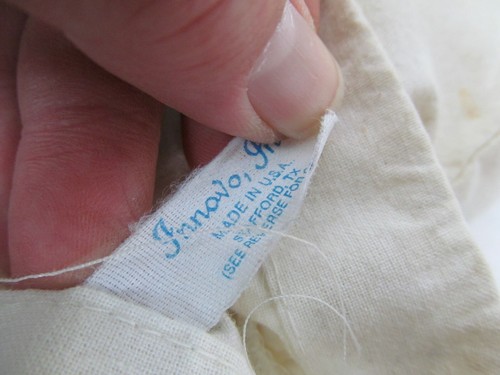 Innovo,
MADE IN U.S.A.
STAFFORD, TX
(SEE REVERSE FOR